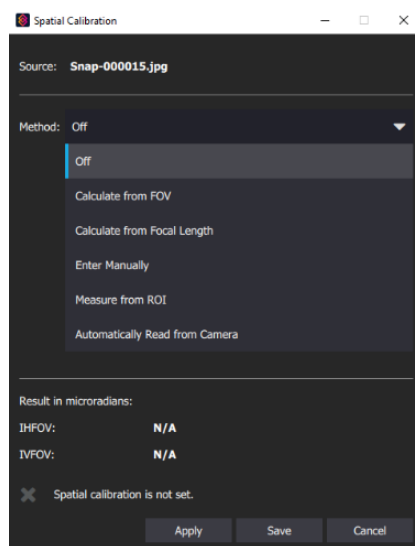 Spatial Calibration
Source: Snap-000015.jpg
Method: Off
Off
Calculate from FOV
Calculate from Focal Length
Enter Manually
Measure from ROI
Automatically Read from Camera
Result in microradians:
IHFOV: N/A
IVFOV: N/A
Spatial calibration is not set.
Apply Save Cancel